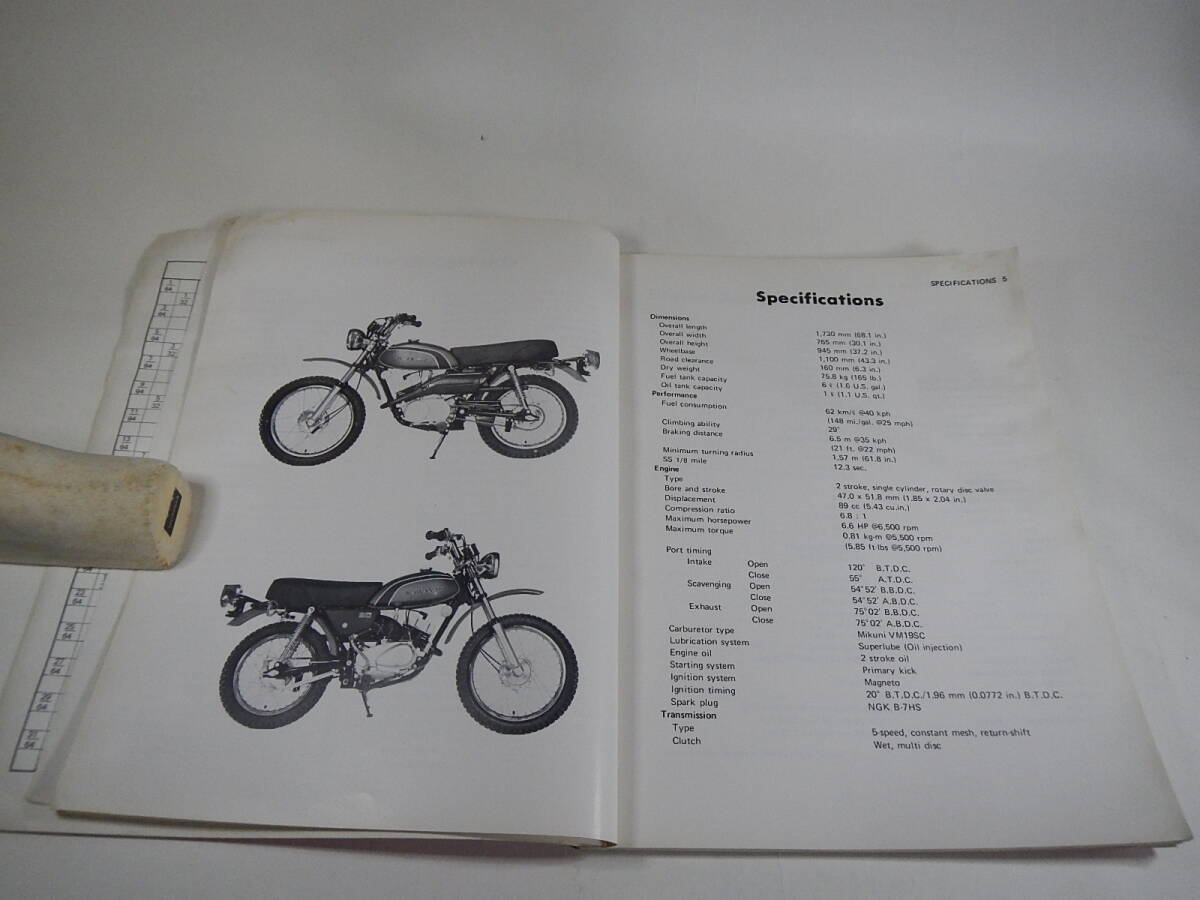 SPECIFICATIONS 5
Specifications
Dimensions
Overall length 1,730 mm (68.1 in.)
Overall width 765 mm (30.1 in.)
Overall height 945 mm (37.2 in.)
Wheelbase 1,100 mm (43.3 in.)
Road clearance 160 mm (6.3 in.)
Dry weight 75.8 kg (165 lb.)
Fuel tank capacity 6 ℓ (1.6 U.S. gal.)
Oil tank capacity 1 ℓ (1.1 U.S. qt.)
Performance
Fuel consumption 62 km/ℓ @40 kph
(148 mi./gal. @25 mph)
Climbing ability 29°
Braking distance 6.5 m @35 kph
(21 ft. @22 mph)
Minimum turning radius 1.57 m (61.8 in.)
SS 1/8 mile 12.3 sec.
Engine
Type 2 stroke, single cylinder, rotary disc valve
Bore and stroke 47.0 x 51.8 mm (1.85 x 2.04 in.)
Displacement 89 cc (5.43 cu.in.)
Compression ratio 6.8 : 1
Maximum horsepower 6.6 HP @6,500 rpm
Maximum torque 0.81 kg-m @5,500 rpm
(5.85 ft-lbs @5,500 rpm)
Port timing
Intake Open 120° B.T.D.C.
Close 55° A.T.D.C.
Scavenging Open 54°52' B.B.D.C.
Close 54°52' A.B.D.C.
Exhaust Open 75°02' B.B.D.C.
Close 75°02' A.B.D.C.
Carburetor type Mikuni VM19SC
Lubrication system Superlube (Oil injection)
Engine oil 2 stroke oil
Starting system Primary kick
Ignition system Magneto
Ignition timing 20° B.T.D.C./1.96 mm (0.0772 in.) B.T.D.C.
Spark plug NGK B-7HS
Transmission
Type 5-speed, constant mesh, return-shift
Clutch Wet, multi disc